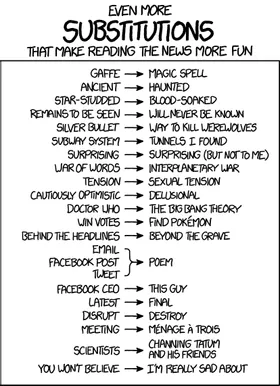 EVEN MORE
SUBSTITUTIONS
THAT MAKE READING THE NEWS MORE FUN
GAFFE → MAGIC SPELL
ANCIENT → HAUNTED
STAR-STUDDED → BLOOD-SOAKED
REMAINS TO BE SEEN → WILL NEVER BE KNOWN
SILVER BULLET → WAY TO KILL WEREWOLVES
SUBWAY SYSTEM → TUNNELS I FOUND
SURPRISING → SURPRISING (BUT NOT TO ME)
WAR OF WORDS → INTERPLANETARY WAR
TENSION → SEXUAL TENSION
CAUTIOUSLY OPTIMISTIC → DELUSIONAL
DOCTOR WHO → THE BIG BANG THEORY
WIN VOTES → FIND POKÉMON
BEHIND THE HEADLINES → BEYOND THE GRAVE
EMAIL
FACEBOOK POST → POEM
TWEET
FACEBOOK CEO → THIS GUY
LATEST → FINAL
DISRUPT → DESTROY
MEETING → MÉNAGE À TROIS
SCIENTISTS → CHANNING TATUM
AND HIS FRIENDS
YOU WON'T BELIEVE → I'M REALLY SAD ABOUT